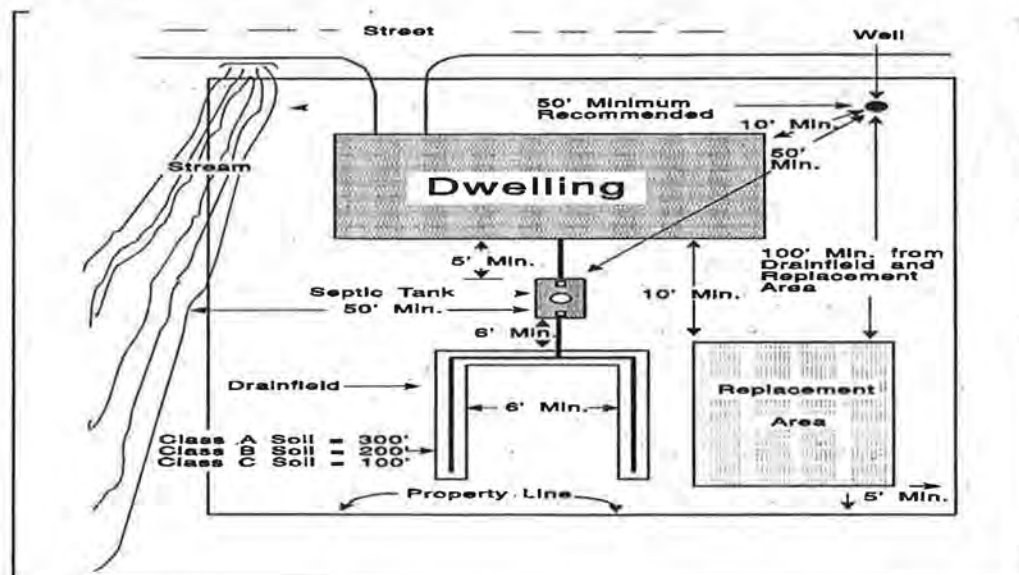 Street
Well
50' Minimum
Recommended
10' Min.
50'
Min.
Stream
Dwelling
5' Min.
100' Min. from
Drainfield and
Replacement
Area
Septic Tank
50' Min.
10' Min.
6' Min.
Drainfield
6' Min.
Replacement
Area
Class A Soil = 300'
Class B Soil = 200'
Class C Soil = 100'
Property Line
5' Min.